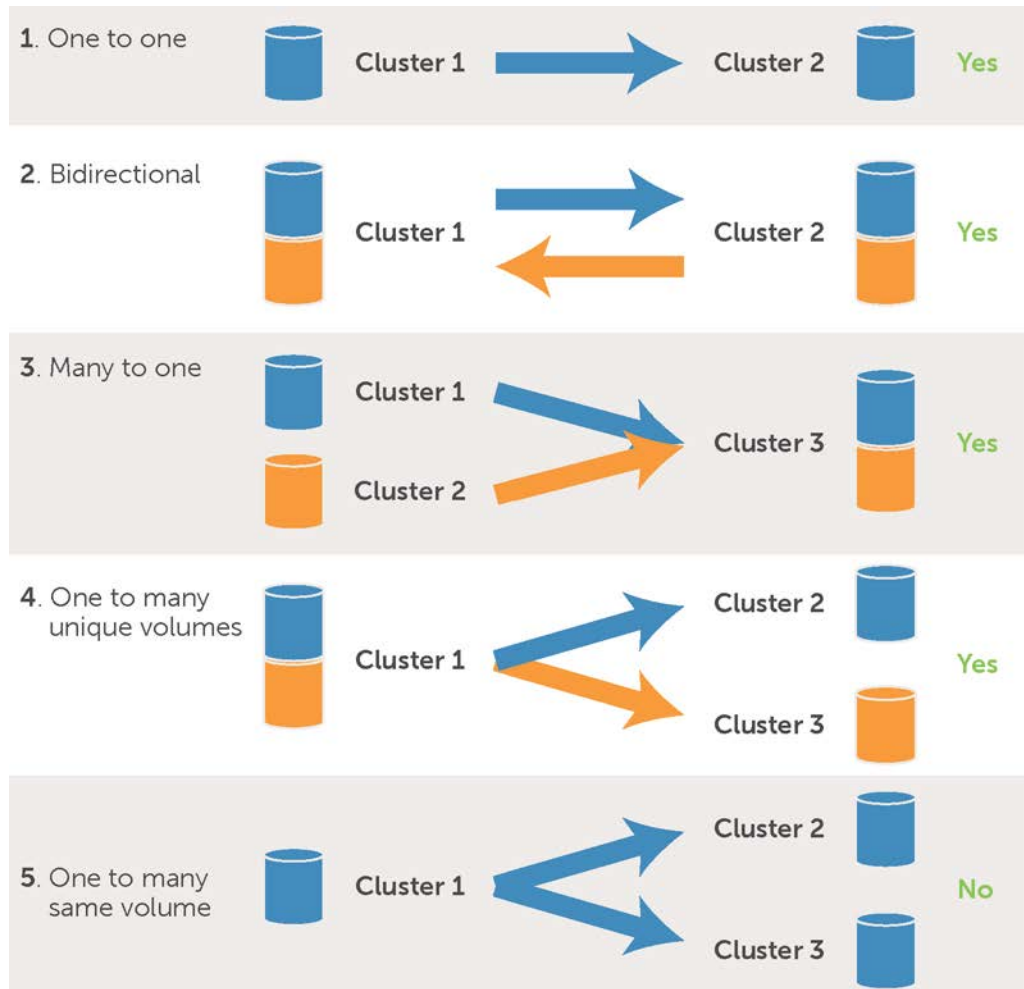 1. One to one
Cluster 1
Cluster 2
Yes
2. Bidirectional
Cluster 1
Cluster 2
Yes
3. Many to one
Cluster 1
Cluster 2
Cluster 3
Yes
4. One to many
unique volumes
Cluster 1
Cluster 2
Cluster 3
Yes
5. One to many
same volume
Cluster 1
Cluster 2
Cluster 3
No